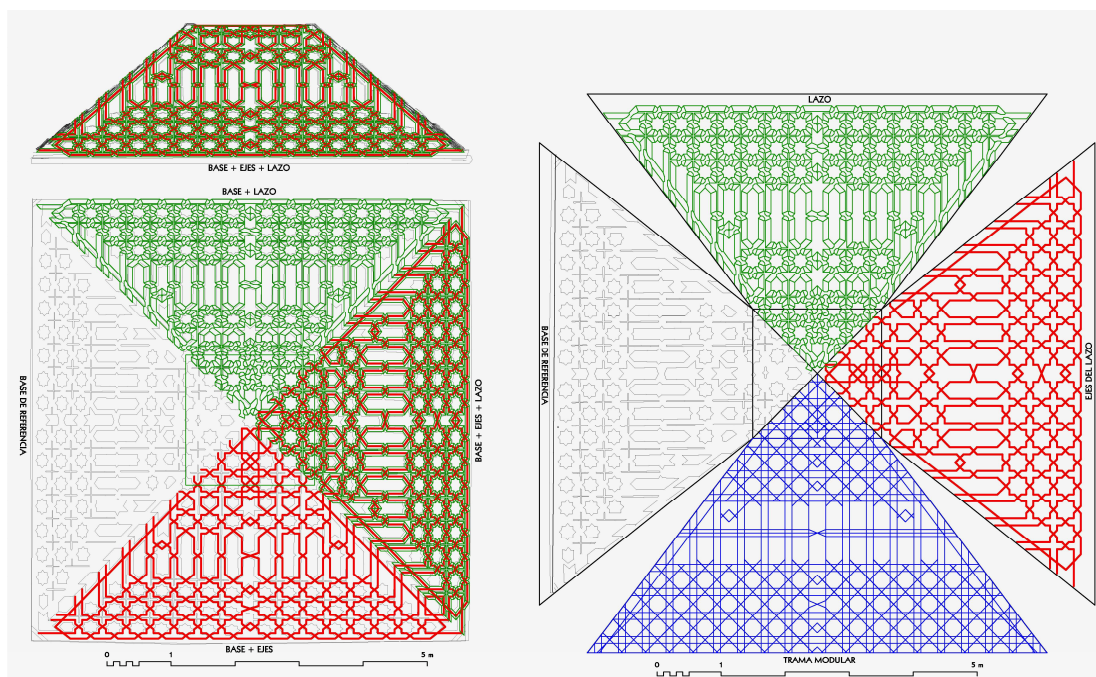 BASE + EJES + LAZO
BASE + LAZO
BASE DE REFERENCIA
BASE + EJES + LAZO
BASE + EJES
0 1 5 m
LAZO
BASE DE REFERENCIA
EJES DEL LAZO
TRAMA MODULAR
0 1 5 m